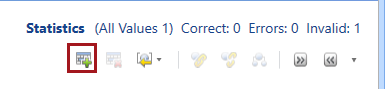 Statistics (All Values 1) Correct: 0 Errors: 0 Invalid: 1